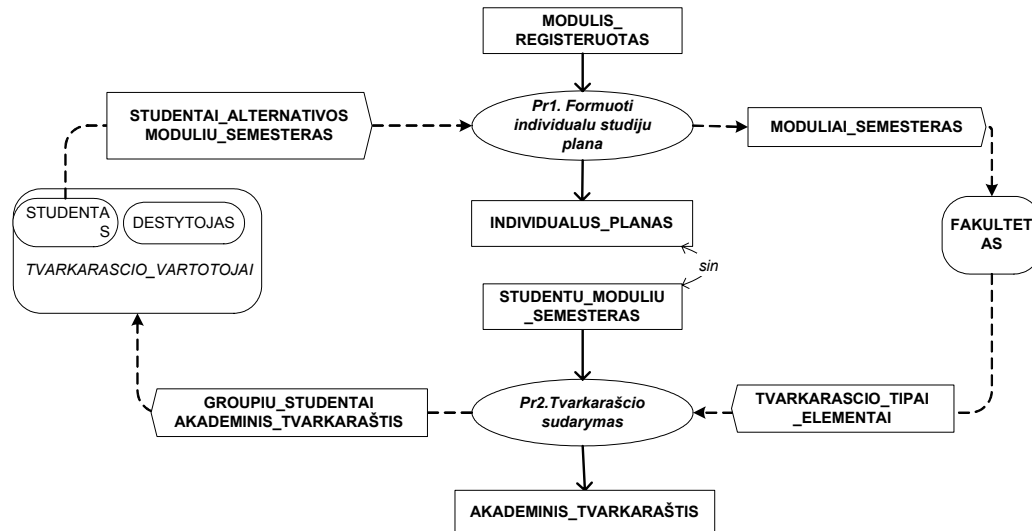 MODULIS_
REGISTERUOTAS
STUDENTAI_ALTERNATIVOS
MODULIU_SEMESTERAS
Pr1. Formuoti
individualu studiju
plana
MODULIAI_SEMESTERAS
STUDENTA
S
DESTYTOJAS
TVARKARASCIO_VARTOTOJAI
INDIVIDUALUS_PLANAS
FAKULTET
AS
sin
STUDENTU_MODULIU
_SEMESTERAS
GROUPIU_STUDENTAI
AKADEMINIS_TVARKARAŠTIS
Pr2.Tvarkarašcio
sudarymas
TVARKARASCIO_TIPAI
_ELEMENTAI
AKADEMINIS_TVARKARAŠTIS